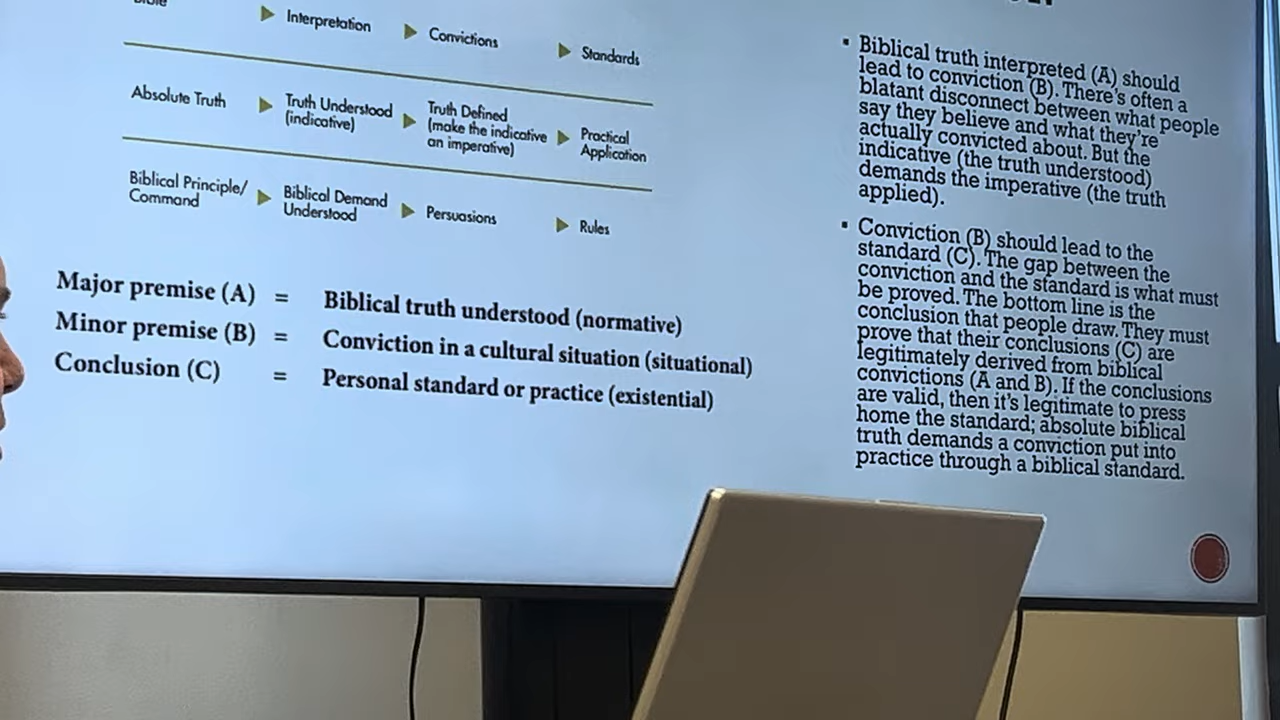 Interpretation
Convictions
Standards
Absolute Truth
Truth Understood
(indicative)
Truth Defined
(make the indicative
an imperative)
Practical
Application
Biblical Principle/
Command
Biblical Demand
Understood
Persuasions
Rules
Major premise (A) = Biblical truth understood (normative)
Minor premise (B) = Conviction in a cultural situation (situational)
Conclusion (C) = Personal standard or practice (existential)
▪ Biblical truth interpreted (A) should
lead to conviction (B). There's often a
blatant disconnect between what people
say they believe and what they're
actually convicted about. But the
indicative (the truth understood)
demands the imperative (the truth
applied).
▪ Conviction (B) should lead to the
standard (C). The gap between the
conviction and the standard is what must
be proved. The bottom line is the
conclusion that people draw. They must
prove that their conclusions (C) are
legitimately derived from biblical
convictions (A and B). If the conclusions
are valid, then it's legitimate to press
home the standard; absolute biblical
truth demands a conviction put into
practice through a biblical standard.